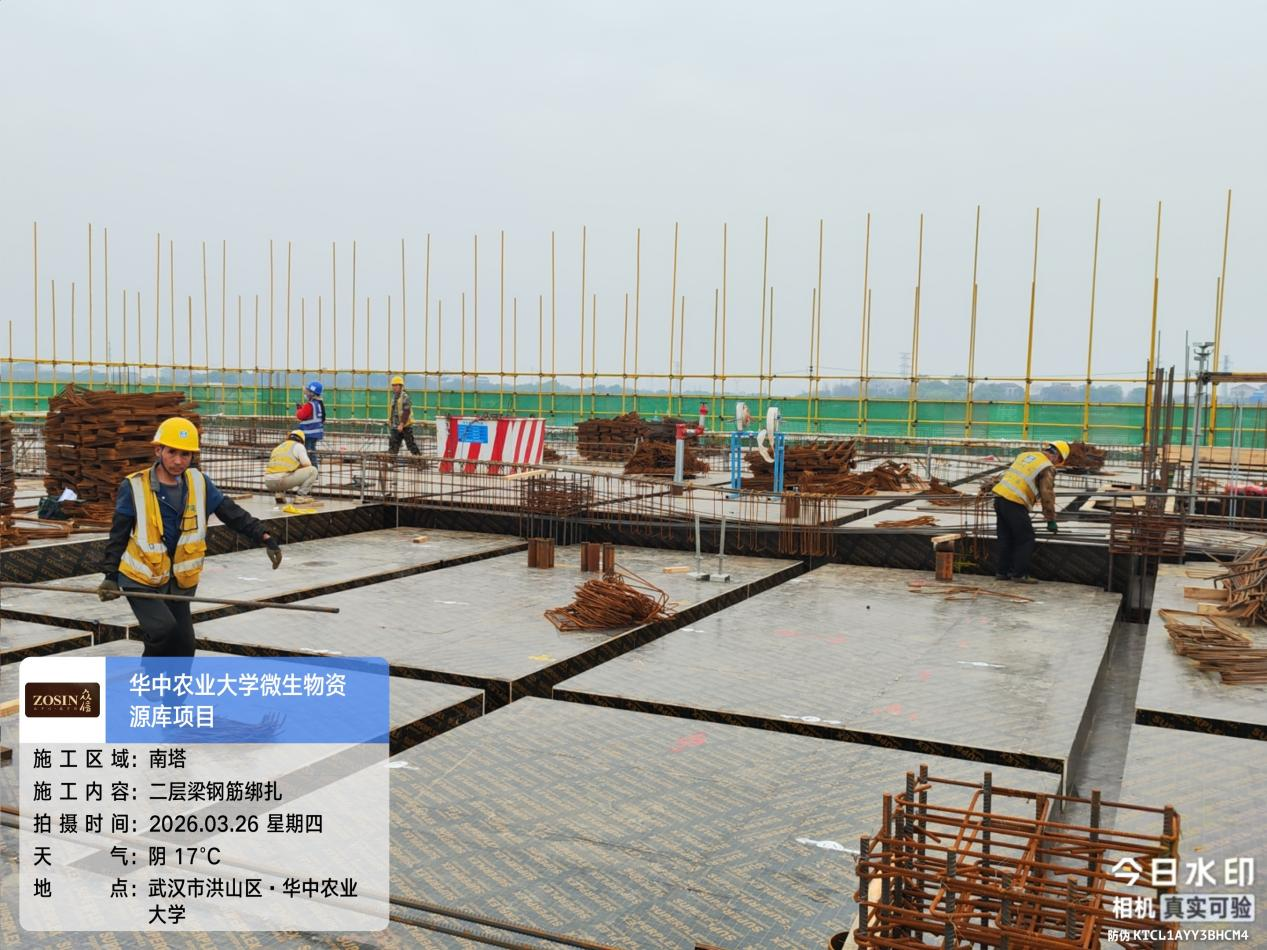 ZOSIN众信
华中农业大学微生物资
源库项目
施工区域：南塔
施工内容：二层梁钢筋绑扎
拍摄时间：2026.03.26 星期四
天气：阴 17°C
地点：武汉市洪山区·华中农业
大学
今日水印
相机 真实可验
防伪 KTCL1AYY3BHCM4